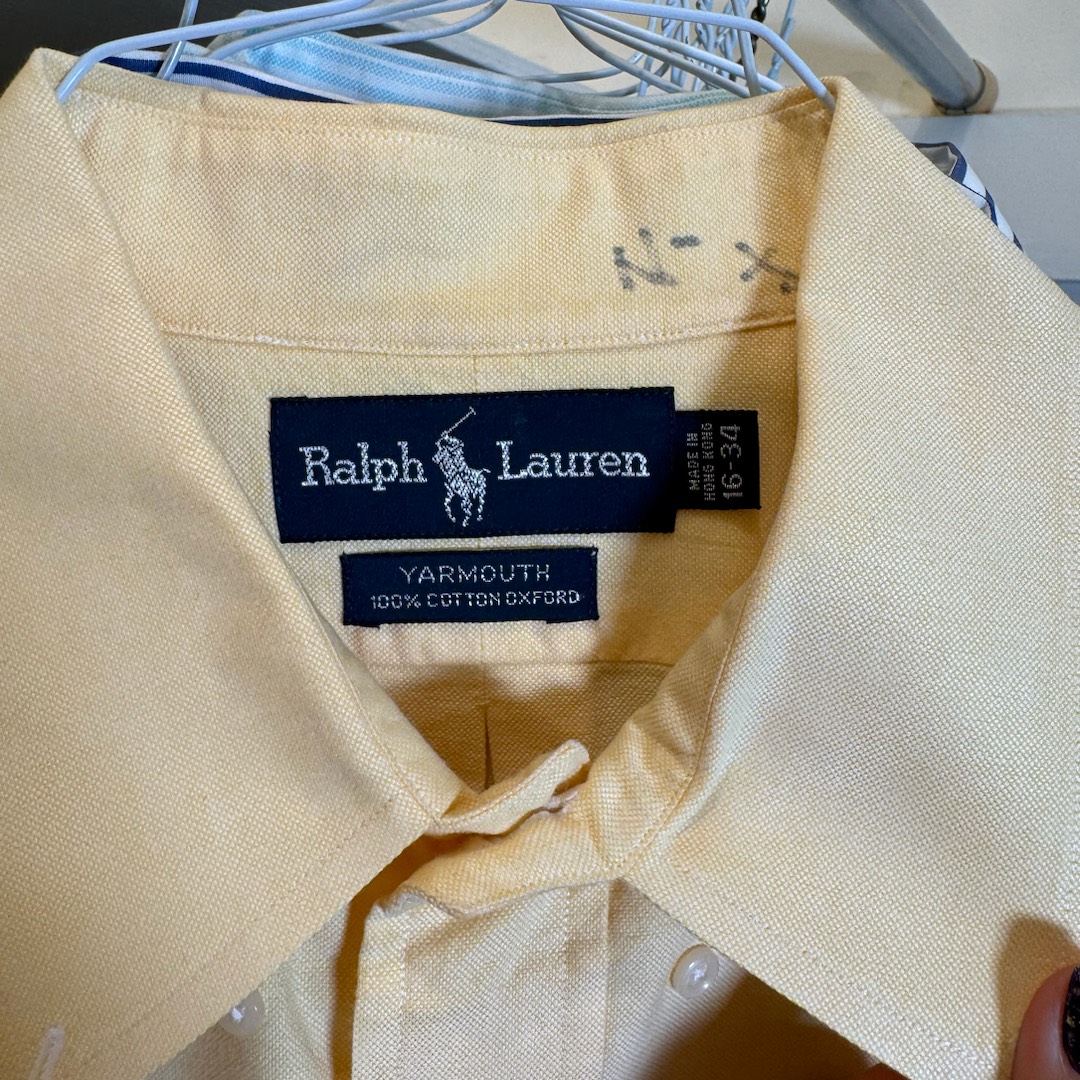 Ralph Lauren
MADE IN
HONG KONG
16-34
YARMOUTH
100% COTTON OXFORD